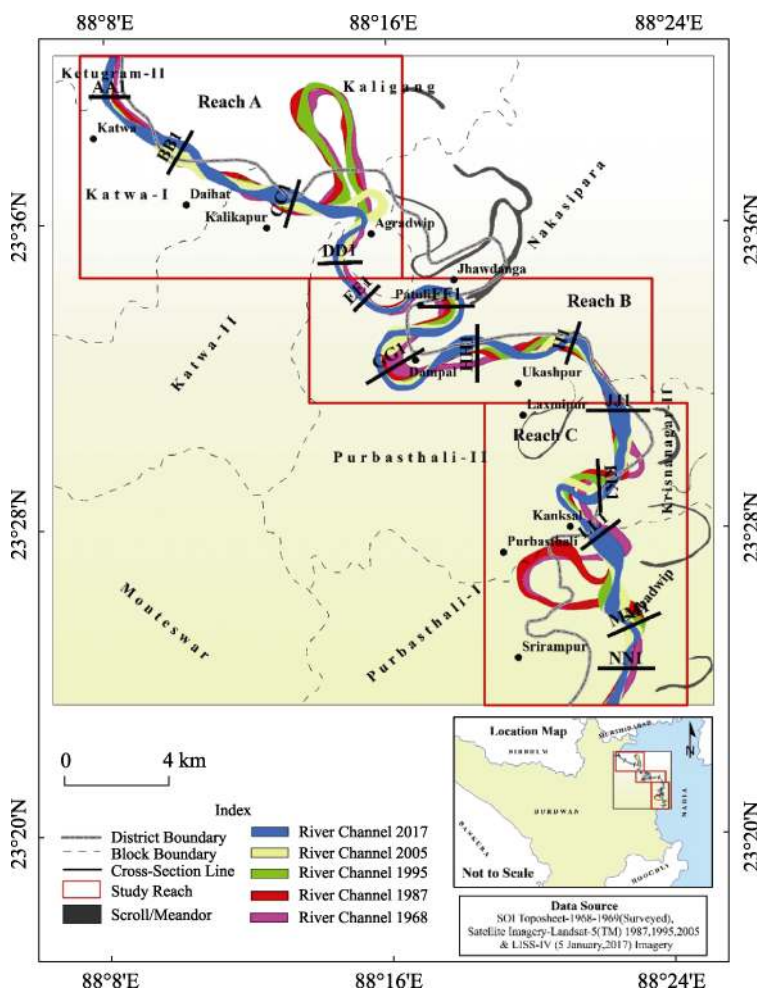 88°8'E 88°16'E 88°24'E
Ketugram-II
AA1
Reach A
Kaligang
Katwa
BB1
Katwa-I
Daihat
CC1
Kalikapur
Agradwip
Nakasipara
23°36'N 23°36'N
DD1
EE1
Jhawdanga
Patuli
FF1
Reach B
Katwa-II
GG1
Dampal
HH1
II1
Ukashpur
Laxmipur
JJ1
Reach C
Krisnanagar-II
Purbasthali-II
KK1
Kanksal
LL1
23°28'N 23°28'N
Purbasthali
Monteswar
Purbasthali-I
MM1
Srirampur
NN1
0 4 km
Location Map
MURSHIDABAD
N
BIRBHUM
BURDWAN
NADIA
BANKURA
HOOGHLY
Not to Scale
23°20'N 23°20'N
Index
District Boundary
Block Boundary
Cross-Section Line
Study Reach
Scroll/Meandor
River Channel 2017
River Channel 2005
River Channel 1995
River Channel 1987
River Channel 1968
Data Source
SOI Toposheet-1968-1969(Surveyed),
Satellite Imagery-Landsat-5(TM) 1987,1995,2005
& LISS-IV (5 January,2017) Imagery
88°8'E 88°16'E 88°24'E